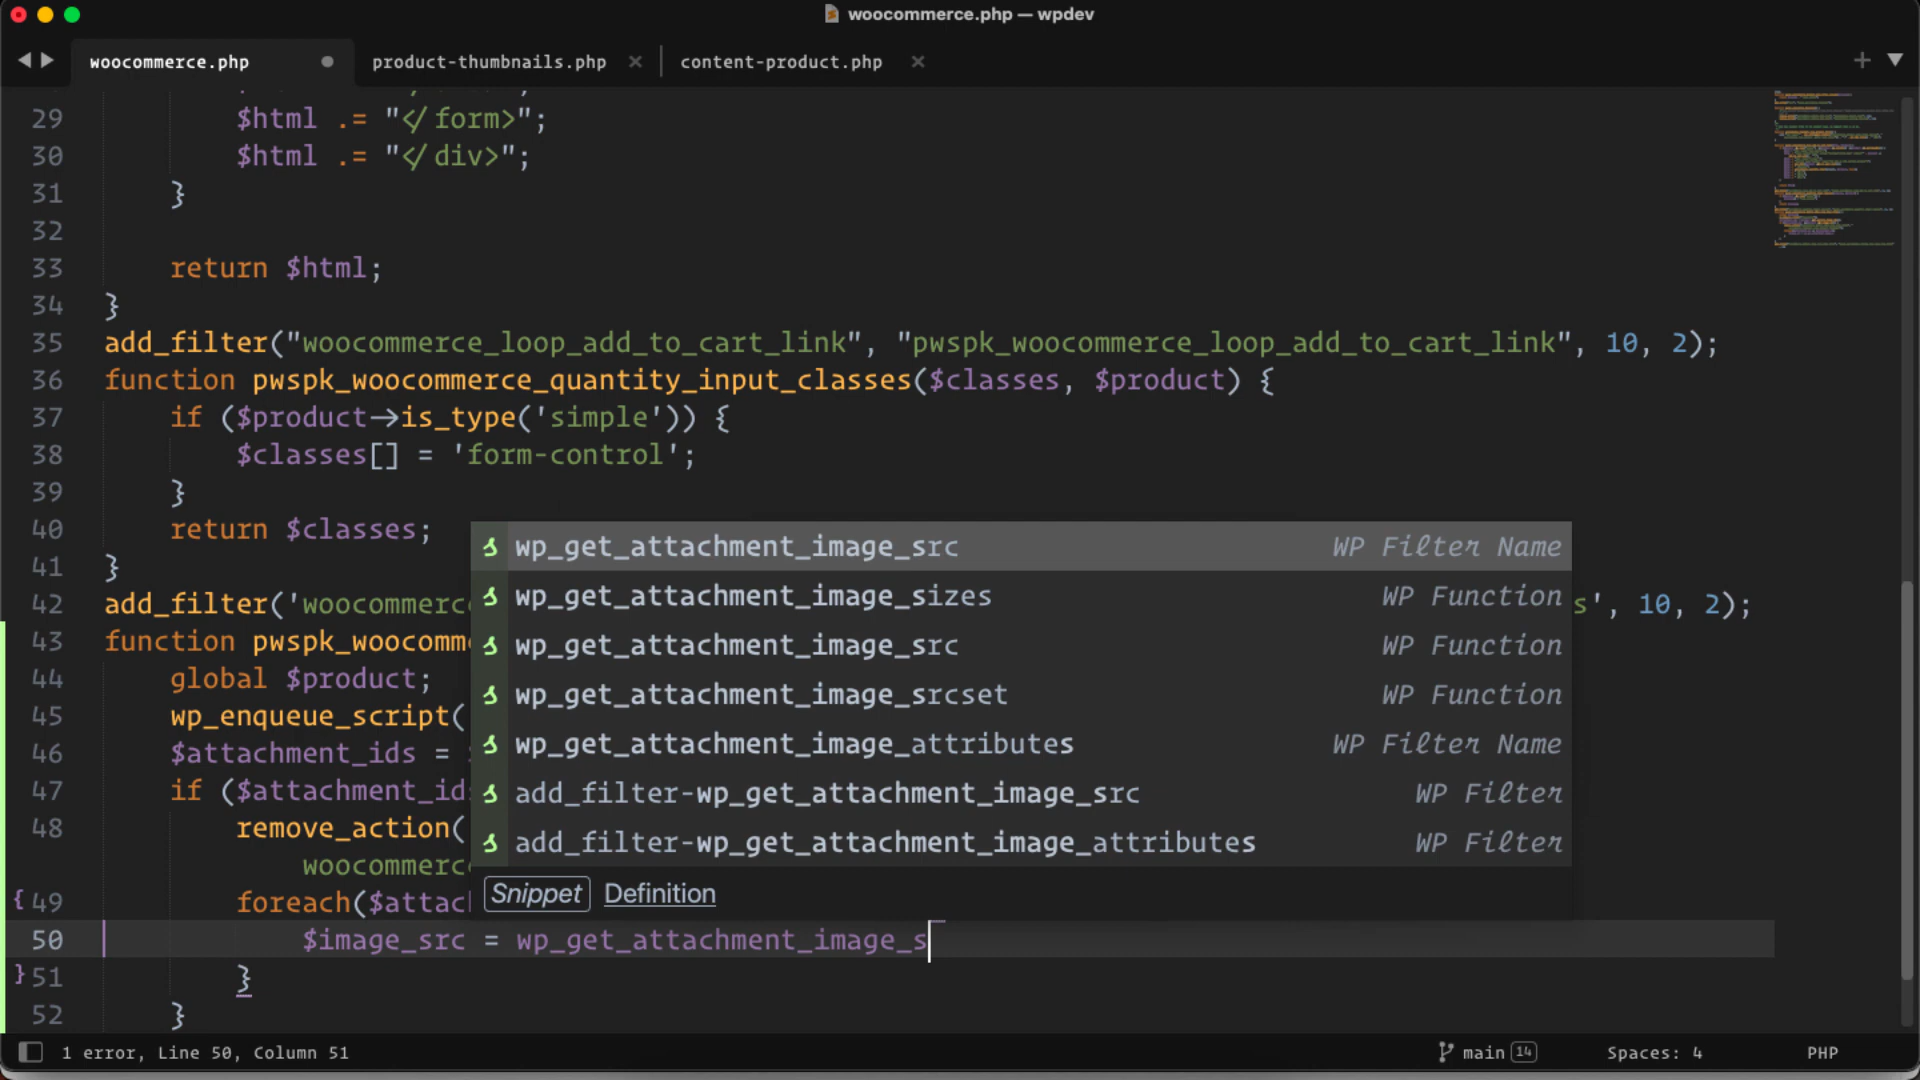 woocommerce.php — wpdev
woocommerce.php
product-thumbnails.php
content-product.php
29 $html .= "</form>";
30 $html .= "</div>";
31 }
32
33 return $html;
34 }
35 add_filter("woocommerce_loop_add_to_cart_link", "pwspk_woocommerce_loop_add_to_cart_link", 10, 2);
36 function pwspk_woocommerce_quantity_input_classes($classes, $product) {
37 if ($product->is_type('simple')) {
38 $classes[] = 'form-control';
39 }
40 return $classes;
41 }
42 add_filter('woocommerc s', 10, 2);
43 function pwspk_woocomm
44 global $product;
45 wp_enqueue_script(
46 $attachment_ids =
47 if ($attachment_id
48 remove_action(
woocommerc
{ 49 foreach($attac
50 $image_src = wp_get_attachment_image_s
} 51 }
52 }
wp_get_attachment_image_src WP Filter Name
wp_get_attachment_image_sizes WP Function
wp_get_attachment_image_src WP Function
wp_get_attachment_image_srcset WP Function
wp_get_attachment_image_attributes WP Filter Name
add_filter-wp_get_attachment_image_src WP Filter
add_filter-wp_get_attachment_image_attributes WP Filter
Snippet Definition
1 error, Line 50, Column 51
main 14
Spaces: 4
PHP